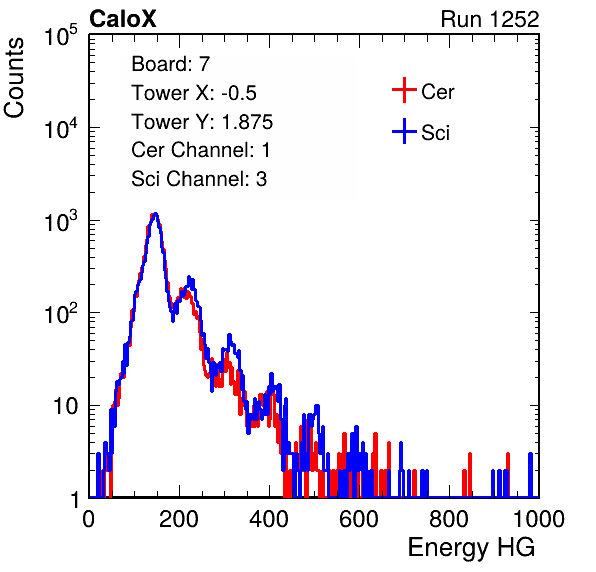 CaloX Run 1252
Counts
Board: 7
Tower X: -0.5
Tower Y: 1.875
Cer Channel: 1
Sci Channel: 3
Cer
Sci
10^5
10^4
10^3
10^2
10
1
0 200 400 600 800 1000
Energy HG